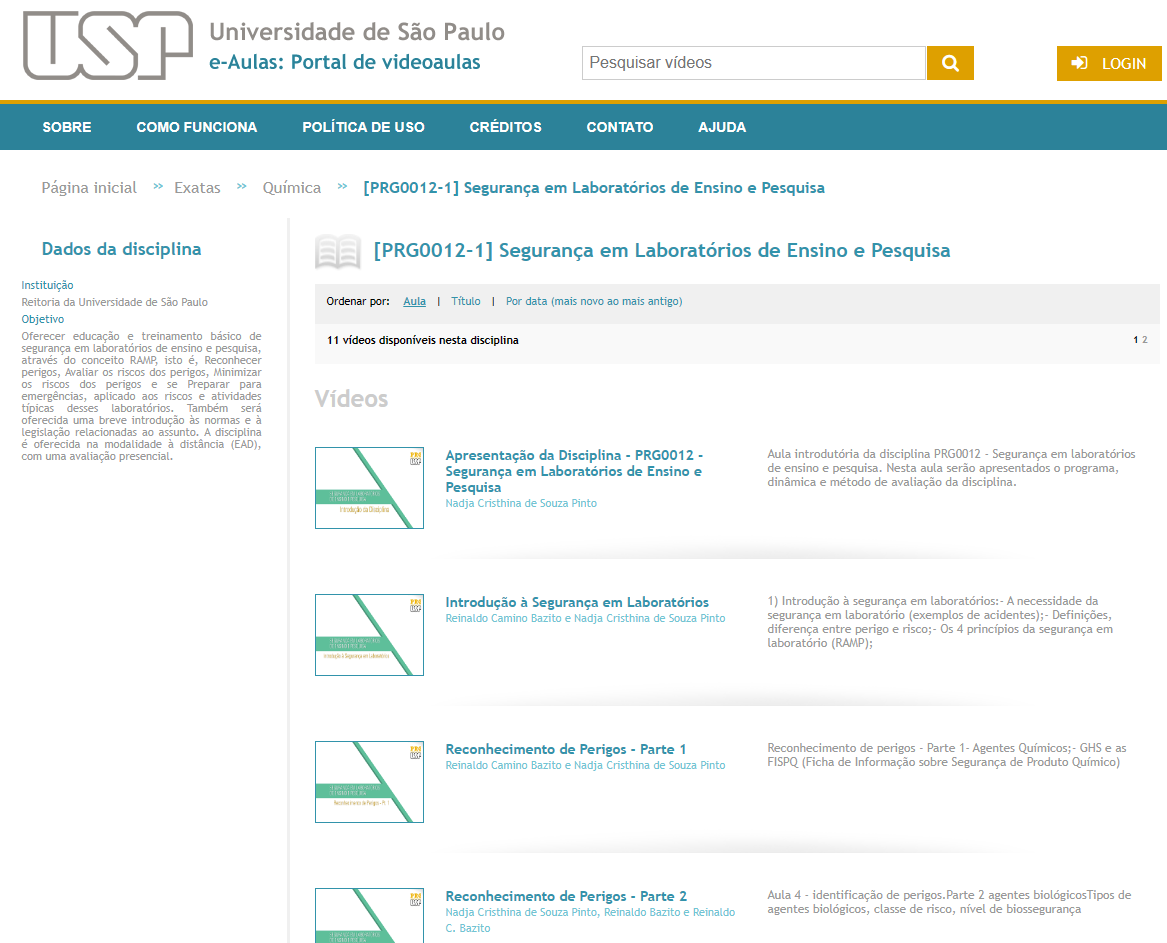 USP
Universidade de São Paulo
e-Aulas: Portal de videoaulas
Pesquisar vídeos
LOGIN
SOBRE COMO FUNCIONA POLÍTICA DE USO CRÉDITOS CONTATO AJUDA
Página inicial » Exatas » Química » [PRG0012-1] Segurança em Laboratórios de Ensino e Pesquisa
Dados da disciplina
Instituição
Reitoria da Universidade de São Paulo
Objetivo
Oferecer educação e treinamento básico de
segurança em laboratórios de ensino e pesquisa,
através do conceito RAMP, isto é, Reconhecer
perigos, Avaliar os riscos dos perigos, Minimizar
os riscos dos perigos e se Preparar para
emergências, aplicado aos riscos e atividades
típicas desses laboratórios. Também será
oferecida uma breve introdução às normas e à
legislação relacionadas ao assunto. A disciplina
é oferecida na modalidade à distância (EAD),
com uma avaliação presencial.
[PRG0012-1] Segurança em Laboratórios de Ensino e Pesquisa
Ordenar por: Aula | Título | Por data (mais novo ao mais antigo)
11 vídeos disponíveis nesta disciplina 1 2
Vídeos
Introdução da Disciplina
Apresentação da Disciplina - PRG0012 -
Segurança em Laboratórios de Ensino e
Pesquisa
Nadja Cristhina de Souza Pinto
Aula introdutória da disciplina PRG0012 - Segurança em laboratórios
de ensino e pesquisa. Nesta aula serão apresentados o programa,
dinâmica e método de avaliação da disciplina.
Introdução à Segurança em Laboratórios
Introdução à Segurança em Laboratórios
Reinaldo Camino Bazito e Nadja Cristhina de Souza Pinto
1) Introdução à segurança em laboratórios:- A necessidade da
segurança em laboratório (exemplos de acidentes);- Definições,
diferença entre perigo e risco;- Os 4 princípios da segurança em
laboratório (RAMP);
Reconhecimento de Perigos - Pt. 1
Reconhecimento de Perigos - Parte 1
Reinaldo Camino Bazito e Nadja Cristhina de Souza Pinto
Reconhecimento de perigos - Parte 1- Agentes Químicos;- GHS e as
FISPQ (Ficha de Informação sobre Segurança de Produto Químico)
Reconhecimento de Perigos - Parte 2
Nadja Cristhina de Souza Pinto, Reinaldo Bazito e Reinaldo
C. Bazito
Aula 4 - identificação de perigos.Parte 2 agentes biológicosTipos de
agentes biológicos, classe de risco, nível de biossegurança